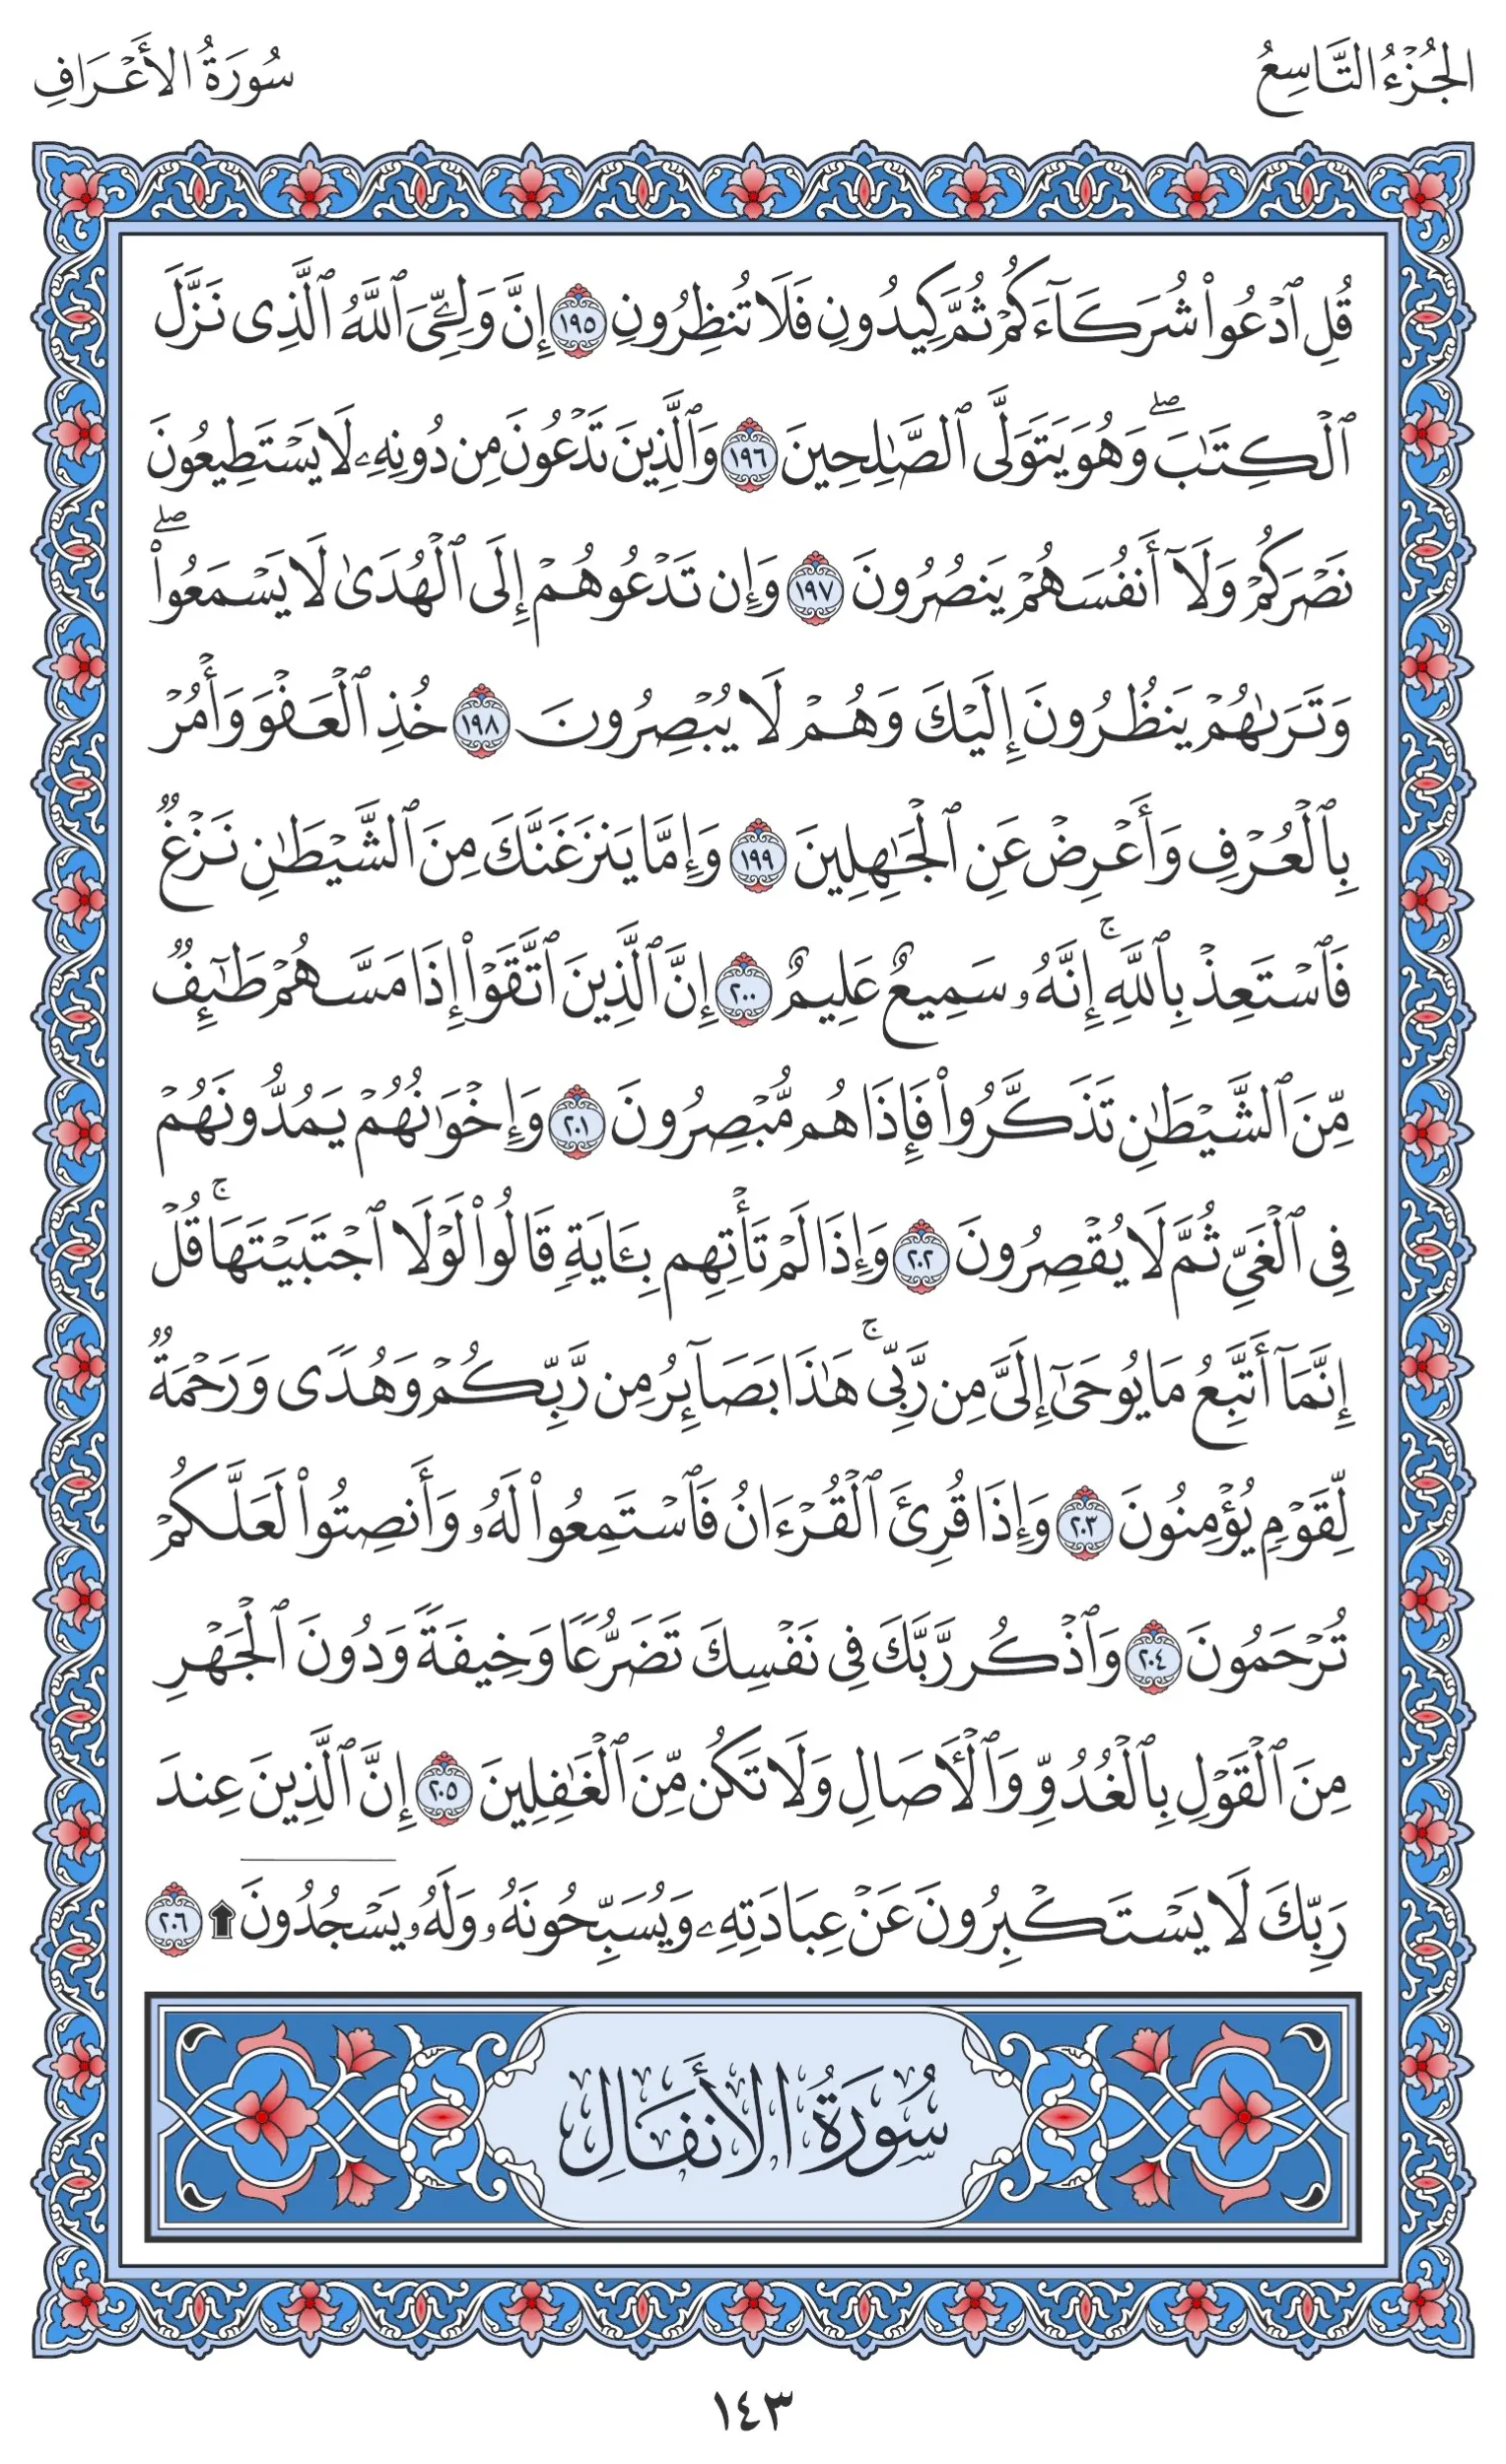 الجُزْءُ التَّاسِعُ
سُورَةُ الأَعْرَافِ
قُلِ ٱدْعُوا۟ شُرَكَآءَكُمْ ثُمَّ كِيدُونِ فَلَا تُنظِرُونِ ١٩٥ إِنَّ وَلِـِّۧىَ ٱللَّهُ ٱلَّذِى نَزَّلَ
ٱلْكِتَٰبَ ۖ وَهُوَ يَتَوَلَّى ٱلصَّٰلِحِينَ ١٩٦ وَٱلَّذِينَ تَدْعُونَ مِن دُونِهِۦ لَا يَسْتَطِيعُونَ
نَصْرَكُمْ وَلَآ أَنفُسَهُمْ يَنصُرُونَ ١٩٧ وَإِن تَدْعُوهُمْ إِلَى ٱلْهُدَىٰ لَا يَسْمَعُوا۟ ۖ
وَتَرَىٰهُمْ يَنظُرُونَ إِلَيْكَ وَهُمْ لَا يُبْصِرُونَ ١٩٨ خُذِ ٱلْعَفْوَ وَأْمُرْ
بِٱلْعُرْفِ وَأَعْرِضْ عَنِ ٱلْجَٰهِلِينَ ١٩٩ وَإِمَّا يَنزَغَنَّكَ مِنَ ٱلشَّيْطَٰنِ نَزْغٌ
فَٱسْتَعِذْ بِٱللَّهِ ۚ إِنَّهُۥ سَمِيعٌ عَلِيمٌ ٢٠٠ إِنَّ ٱلَّذِينَ ٱتَّقَوْا۟ إِذَا مَسَّهُمْ طَٰٓئِفٌ
مِّنَ ٱلشَّيْطَٰنِ تَذَكَّرُوا۟ فَإِذَا هُم مُّبْصِرُونَ ٢٠١ وَإِخْوَٰنُهُمْ يَمُدُّونَهُمْ
فِى ٱلْغَىِّ ثُمَّ لَا يُقْصِرُونَ ٢٠٢ وَإِذَا لَمْ تَأْتِهِم بِـَٔايَةٍ قَالُوا۟ لَوْلَا ٱجْتَبَيْتَهَا ۚ قُلْ
إِنَّمَآ أَتَّبِعُ مَا يُوحَىٰٓ إِلَىَّ مِن رَّبِّى ۚ هَٰذَا بَصَآئِرُ مِن رَّبِّكُمْ وَهُدًى وَرَحْمَةٌ
لِّقَوْمٍ يُؤْمِنُونَ ٢٠٣ وَإِذَا قُرِئَ ٱلْقُرْءَانُ فَٱسْتَمِعُوا۟ لَهُۥ وَأَنصِتُوا۟ لَعَلَّكُمْ
تُرْحَمُونَ ٢٠٤ وَٱذْكُر رَّبَّكَ فِى نَفْسِكَ تَضَرُّعًا وَخِيفَةً وَدُونَ ٱلْجَهْرِ
مِنَ ٱلْقَوْلِ بِٱلْغُدُوِّ وَٱلْـَٔاصَالِ وَلَا تَكُن مِّنَ ٱلْغَٰفِلِينَ ٢٠٥ إِنَّ ٱلَّذِينَ عِندَ
رَبِّكَ لَا يَسْتَكْبِرُونَ عَنْ عِبَادَتِهِۦ وَيُسَبِّحُونَهُۥ وَلَهُۥ يَسْجُدُونَ ٢٠٦
سُورَةُ الأَنفَالِ
١٤٣